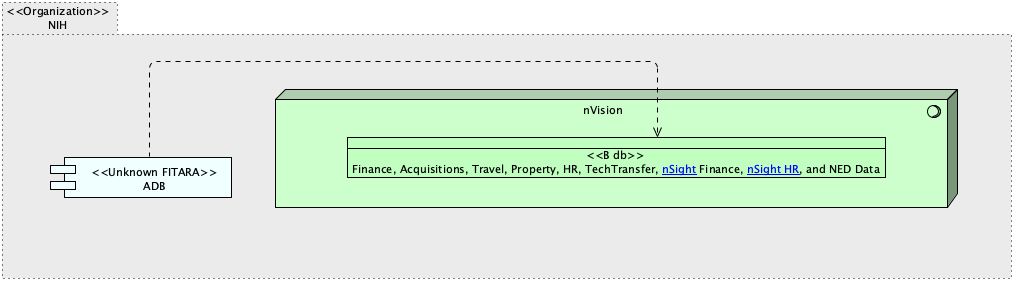 <<Organization>>
NIH
nVision
<<B db>>
Finance, Acquisitions, Travel, Property, HR, TechTransfer, nSight Finance, nSight HR, and NED Data
<<Unknown FITARA>>
ADB